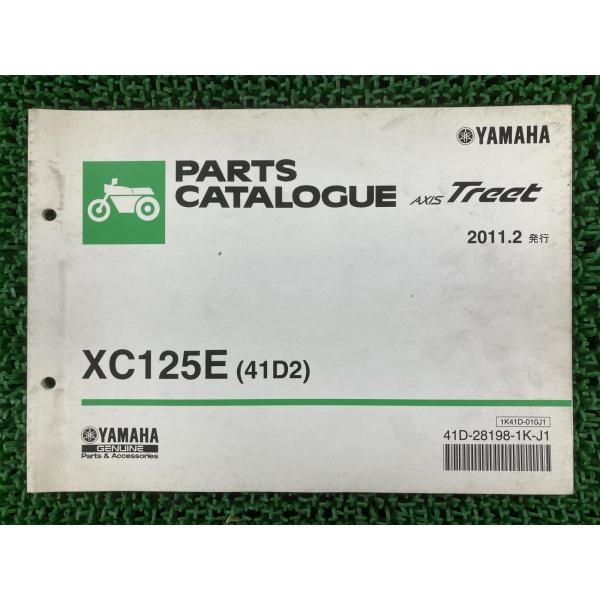 YAMAHA
PARTS
CATALOGUE
AXIS Treet
2011.2 発行
XC125E (41D2)
YAMAHA
GENUINE
Parts & Accessories
1K41D-010J1
41D-28198-1K-J1